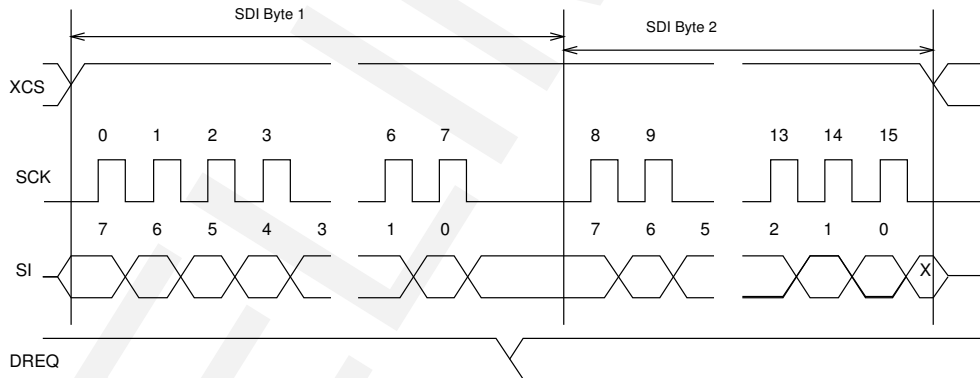 SDI Byte 1
SDI Byte 2
XCS
0 1 2 3 6 7 8 9 13 14 15
SCK
7 6 5 4 3 1 0 7 6 5 2 1 0
SI
X
DREQ